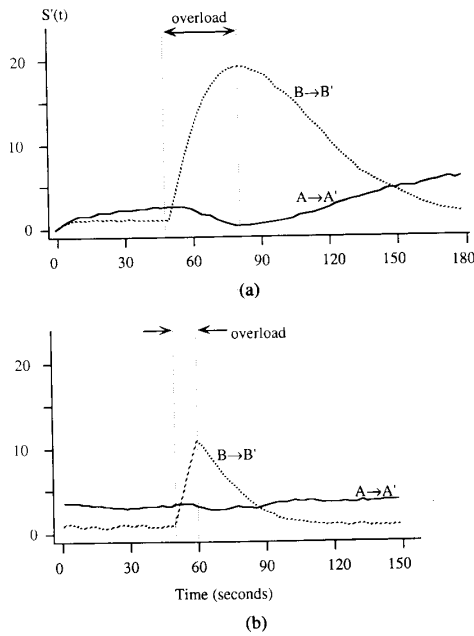 S'(t)
overload
20
B→B'
10
A→A'
0
0 30 60 90 120 150 180
(a)
overload
20
B→B'
10
A→A'
0
0 30 60 90 120 150
Time (seconds)
(b)